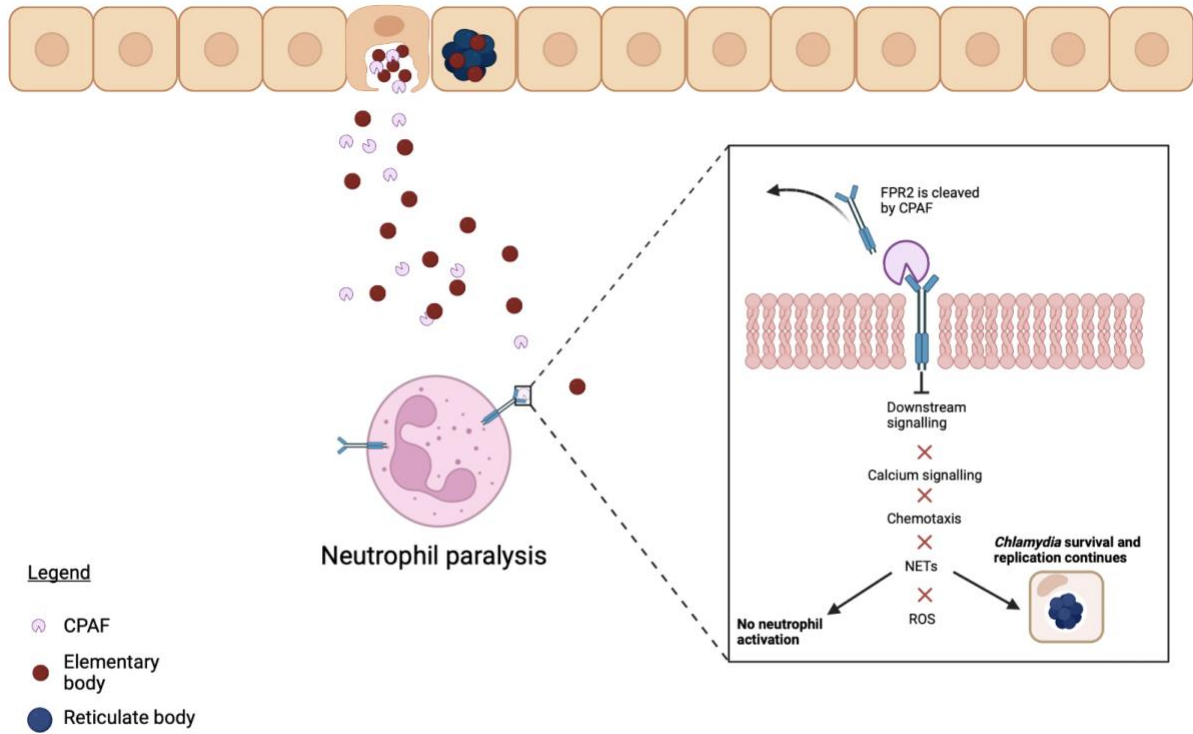 FPR2 is cleaved
by CPAF
Downstream
signalling
Calcium signalling
Chemotaxis
NETs
ROS
Chlamydia survival and
replication continues
No neutrophil
activation
Neutrophil paralysis
Legend
CPAF
Elementary
body
Reticulate body